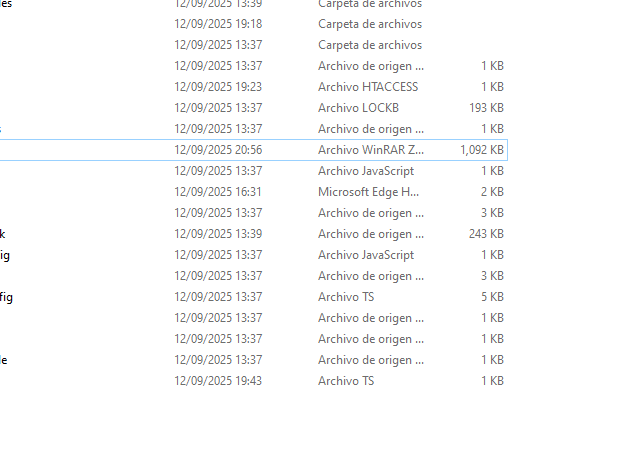 les 12/09/2025 13:39 Carpeta de archivos
12/09/2025 19:18 Carpeta de archivos
12/09/2025 13:37 Carpeta de archivos
12/09/2025 13:37 Archivo de origen ... 1 KB
12/09/2025 19:23 Archivo HTACCESS 1 KB
12/09/2025 13:37 Archivo LOCKB 193 KB
12/09/2025 13:37 Archivo de origen ... 1 KB
12/09/2025 20:56 Archivo WinRAR Z... 1,092 KB
12/09/2025 13:37 Archivo JavaScript 1 KB
12/09/2025 16:31 Microsoft Edge H... 2 KB
12/09/2025 13:37 Archivo de origen ... 3 KB
k 12/09/2025 13:39 Archivo de origen ... 243 KB
ig 12/09/2025 13:37 Archivo JavaScript 1 KB
12/09/2025 13:37 Archivo de origen ... 3 KB
fig 12/09/2025 13:37 Archivo TS 5 KB
12/09/2025 13:37 Archivo de origen ... 1 KB
12/09/2025 13:37 Archivo de origen ... 1 KB
le 12/09/2025 13:37 Archivo de origen ... 1 KB
12/09/2025 19:43 Archivo TS 1 KB